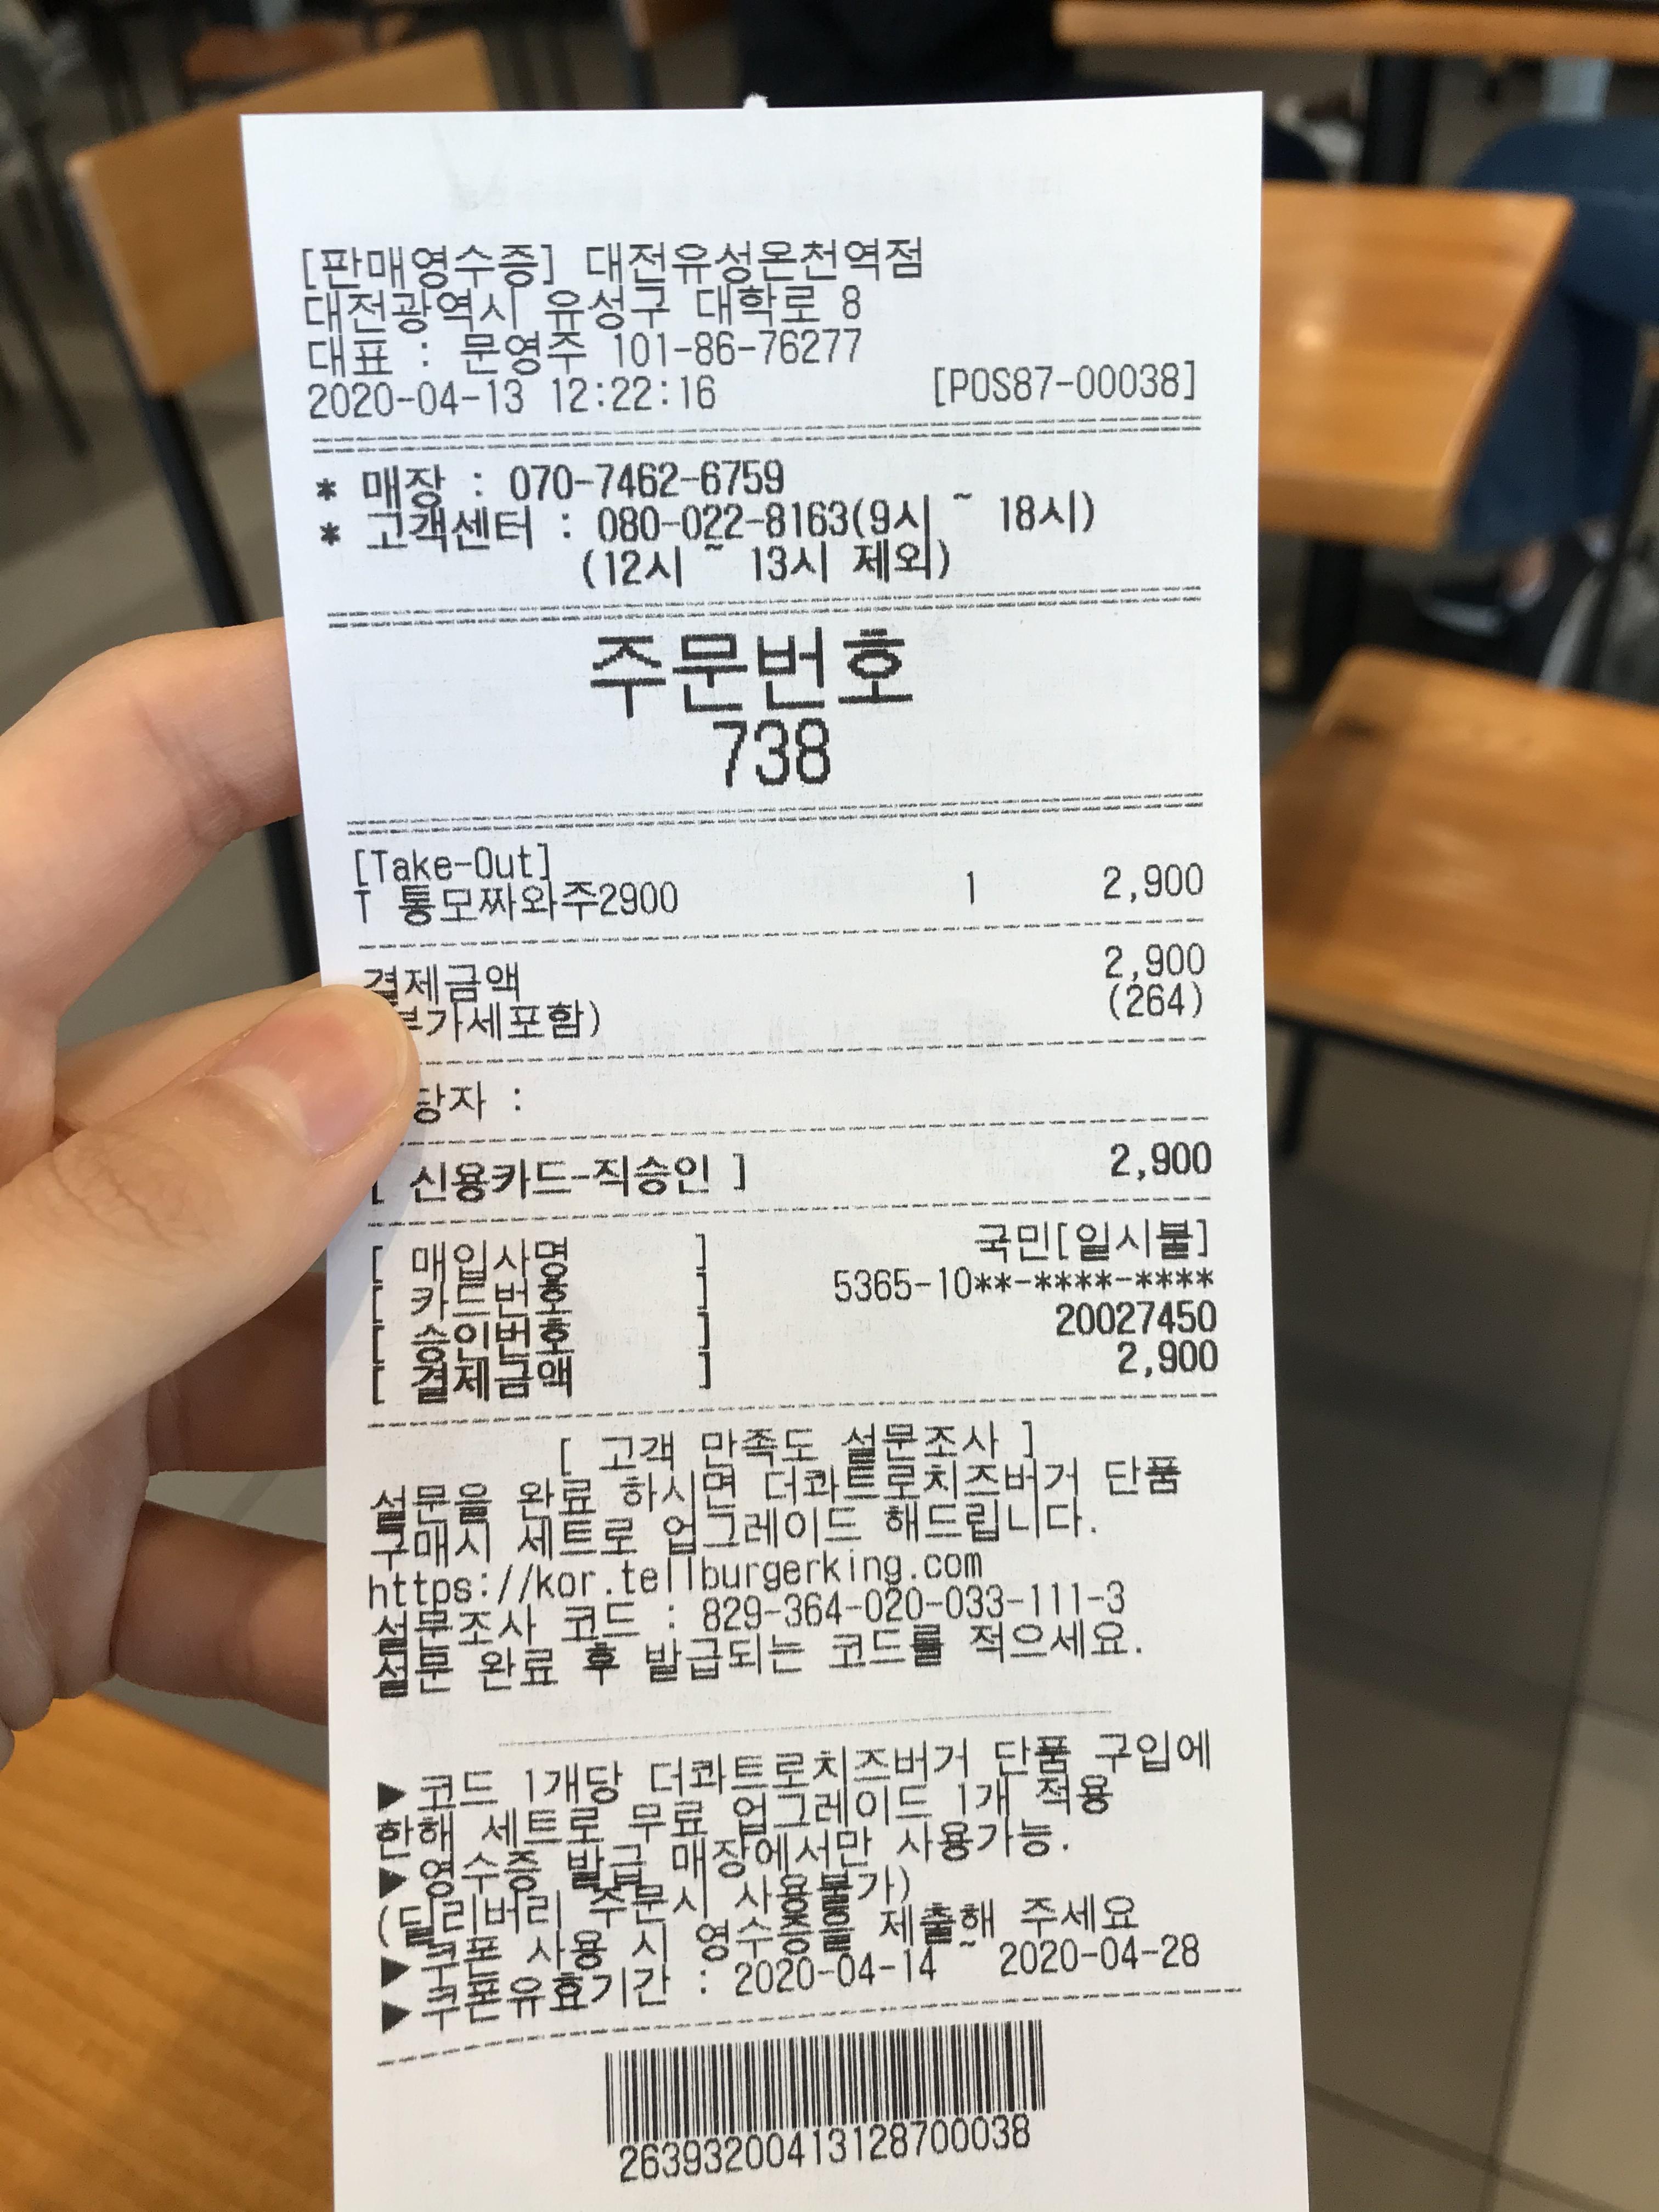 [판매영수증] 대전유성온천역점
대전광역시 유성구 대학로 8
대표 : 문영주 101-86-76277
2020-04-13 12:22:16 [POS87-00038]
* 매장 : 070-7462-6759
* 고객센터 : 080-022-8163(9시 ~ 18시)
(12시 ~ 13시 제외)
주문번호
738
[Take-Out]
T 통모짜와주2900 1 2,900
결제금액 2,900
부가세포함) (264)
당자 :
[ 신용카드-직승인 ] 2,900
[ 매입사명 ] 국민[일시불]
[ 카드번호 ] 5365-10**-****-****
[ 승인번호 ] 20027450
[ 결제금액 ] 2,900
[ 고객 만족도 설문조사 ]
설문을 완료 하시면 더콰트로치즈버거 단품
구매시 세트로 업그레이드 해드립니다.
https://kor.tellburgerking.com
설문조사 코드 : 829-364-020-033-111-3
설문 완료 후 발급되는 코드를 적으세요.
▶ 코드 1개당 더콰트로치즈버거 단품 구입에
한해 세트로 무료 업그레이드 1개 적용
▶ 영수증 발급 매장에서만 사용가능.
(딜리버리 주문시 사용불가)
▶ 쿠폰 사용 시 영수증을 제출해 주세요
▶ 쿠폰유효기간 : 2020-04-14 ~ 2020-04-28
26393200413128700038